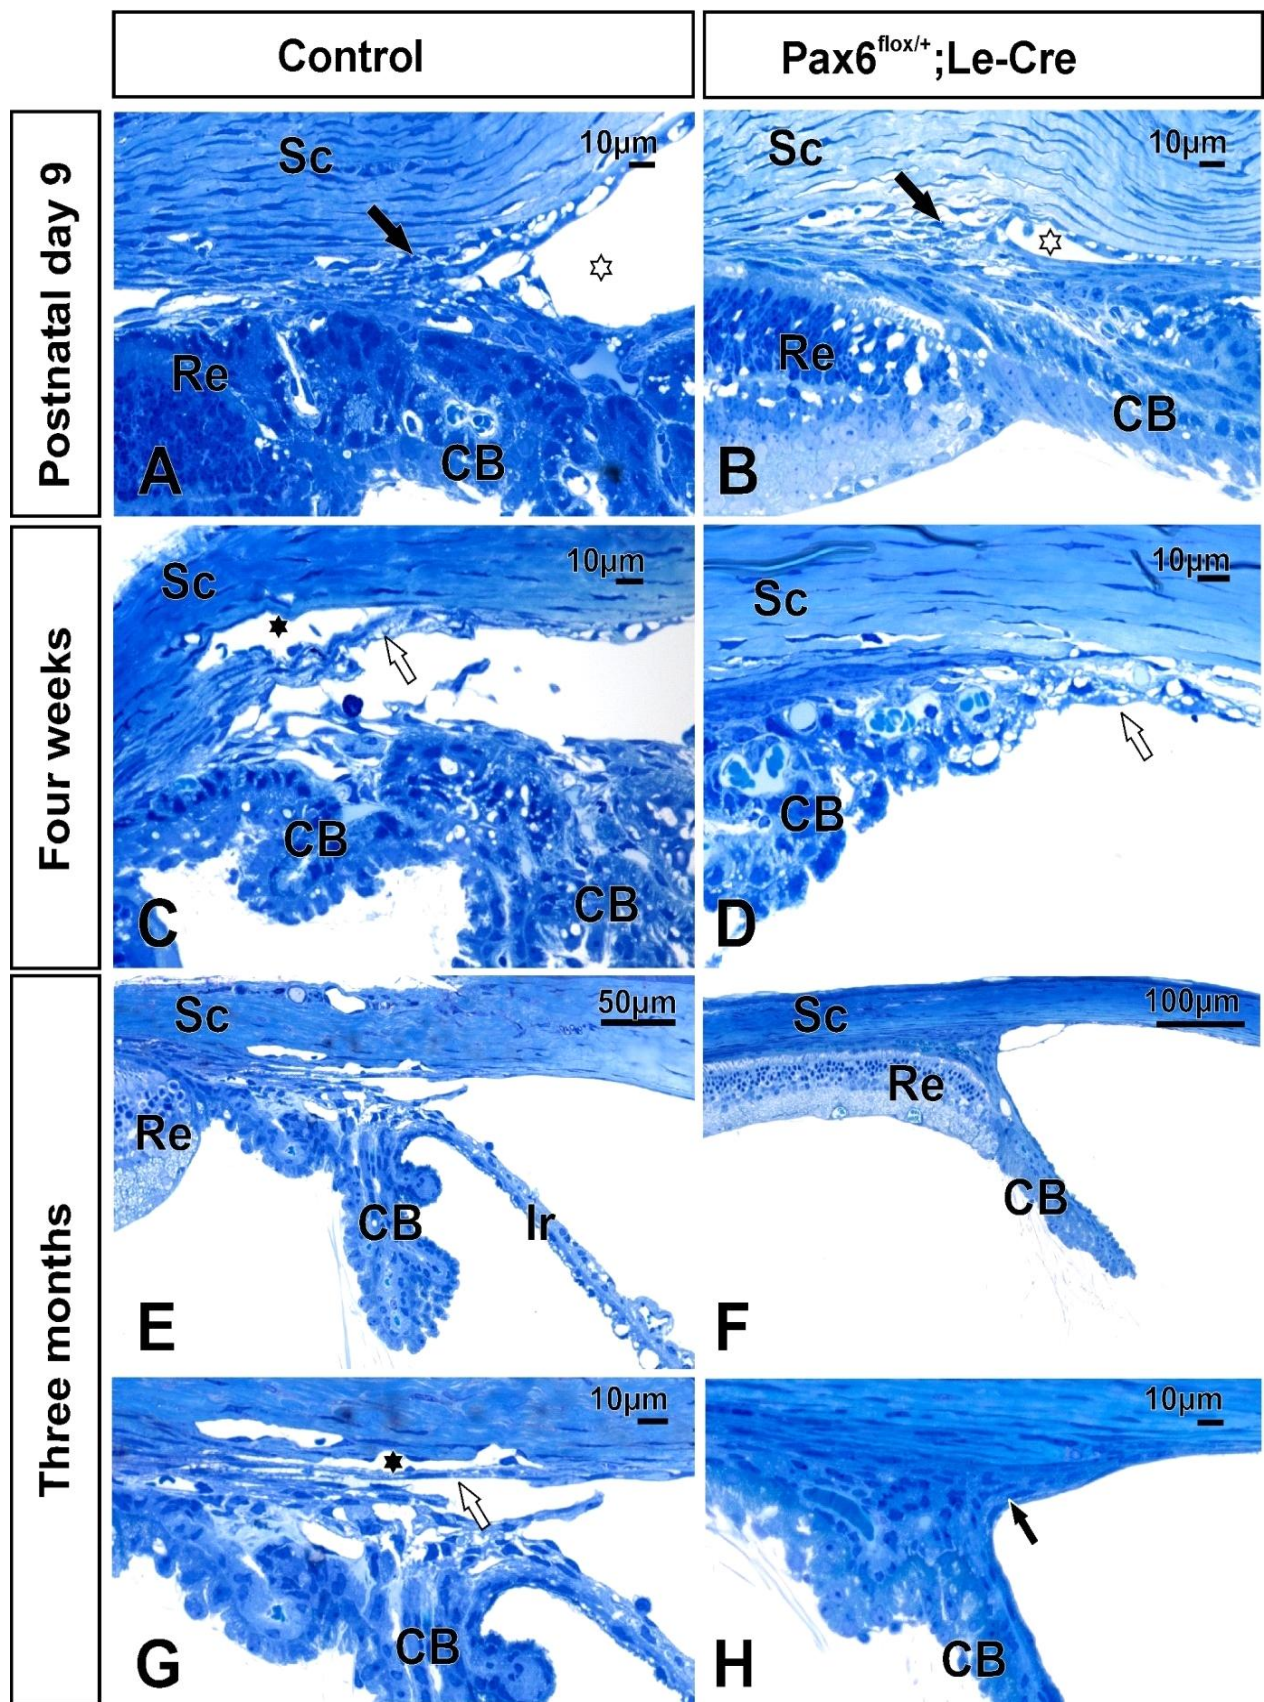 Control
Pax6flox/+;Le-Cre
Postnatal day 9
Sc
10µm
Re
CB
A
Sc
10µm
Re
CB
B
Four weeks
Sc
10µm
CB
CB
C
Sc
10µm
CB
D
Three months
Sc
50µm
Re
CB
Ir
E
Sc
100µm
Re
CB
F
10µm
CB
G
10µm
CB
H